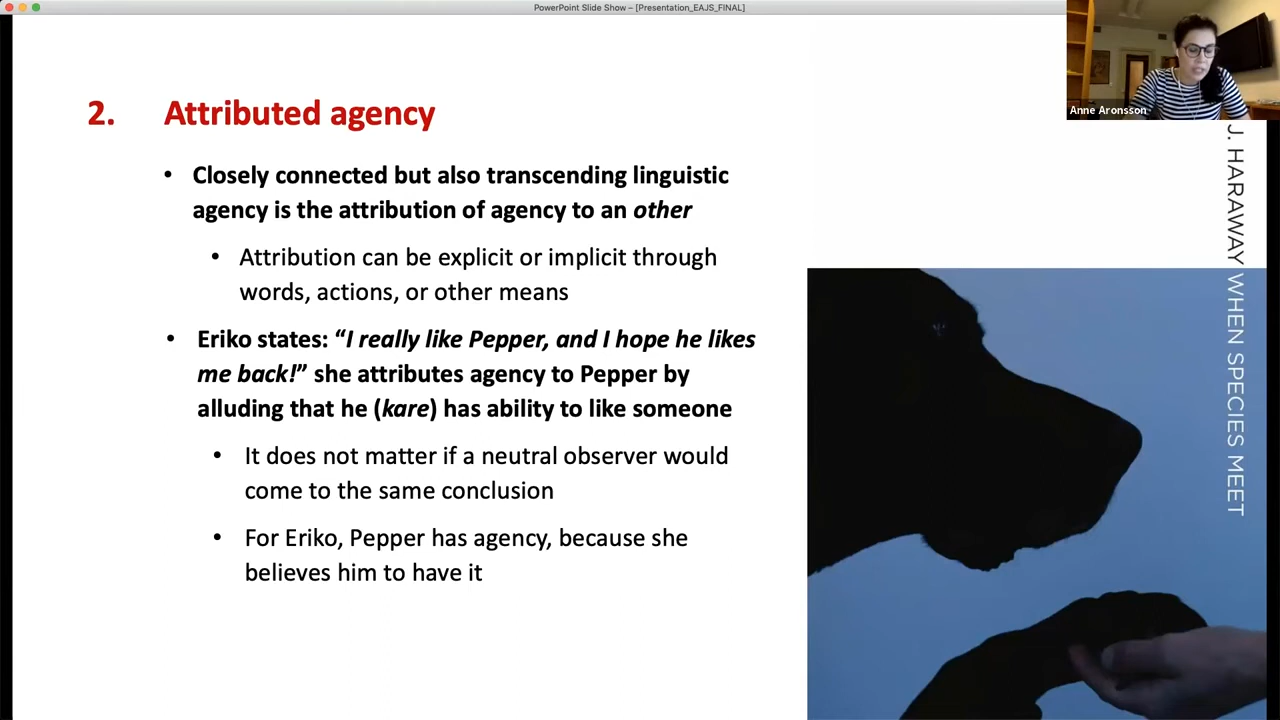 PowerPoint Slide Show – [Presentation_EAJS_FINAL]
Anne Aronsson
2. Attributed agency
• Closely connected but also transcending linguistic
agency is the attribution of agency to an other
• Attribution can be explicit or implicit through
words, actions, or other means
• Eriko states: “I really like Pepper, and I hope he likes
me back!” she attributes agency to Pepper by
alluding that he (kare) has ability to like someone
• It does not matter if a neutral observer would
come to the same conclusion
• For Eriko, Pepper has agency, because she
believes him to have it
J. HARAWAY WHEN SPECIES MEET